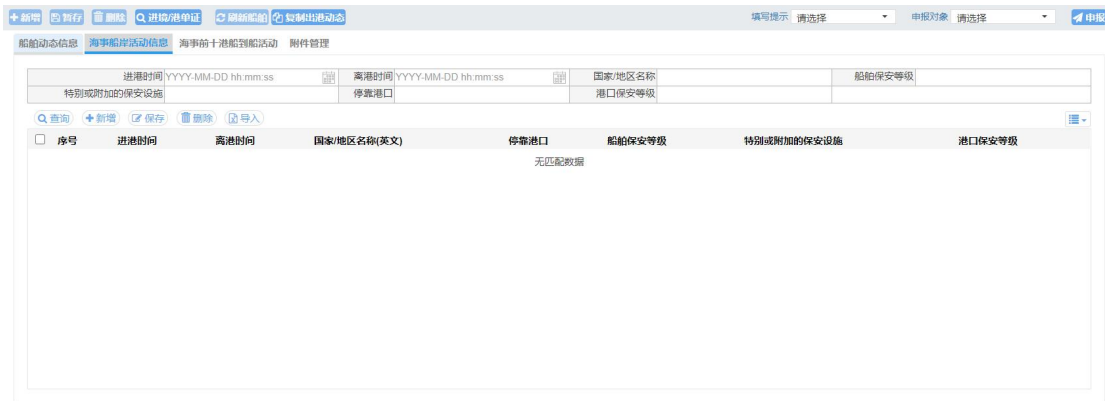 新增 暂存 删除 进境/港单证 刷新船舶 复制出港动态 填写提示 请选择 申报对象 请选择 申报
船舶动态信息 海事船岸活动信息 海事前十港船到船活动 附件管理
进港时间 YYYY-MM-DD hh:mm:ss 离港时间 YYYY-MM-DD hh:mm:ss 国家/地区名称 船舶保安等级
特别或附加的保安设施 停靠港口 港口保安等级
查询 新增 保存 删除 导入
序号 进港时间 离港时间 国家/地区名称(英文) 停靠港口 船舶保安等级 特别或附加的保安设施 港口保安等级
无匹配数据